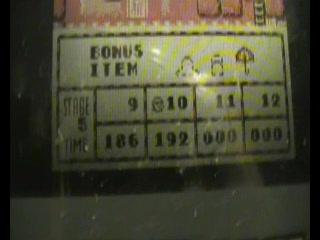 BONUS
ITEM
STAGE 9 10 11 12
5
TIME 186 192 000 000